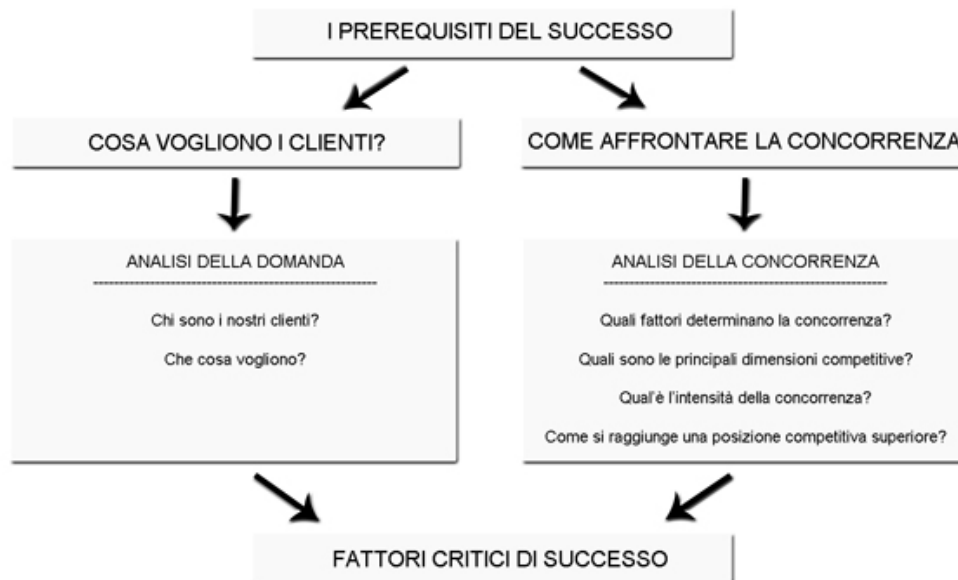 I PREREQUISITI DEL SUCCESSO
COSA VOGLIONO I CLIENTI?
COME AFFRONTARE LA CONCORRENZA
ANALISI DELLA DOMANDA
Chi sono i nostri clienti?
Che cosa vogliono?
ANALISI DELLA CONCORRENZA
Quali fattori determinano la concorrenza?
Quali sono le principali dimensioni competitive?
Qual'è l'intensità della concorrenza?
Come si raggiunge una posizione competitiva superiore?
FATTORI CRITICI DI SUCCESSO